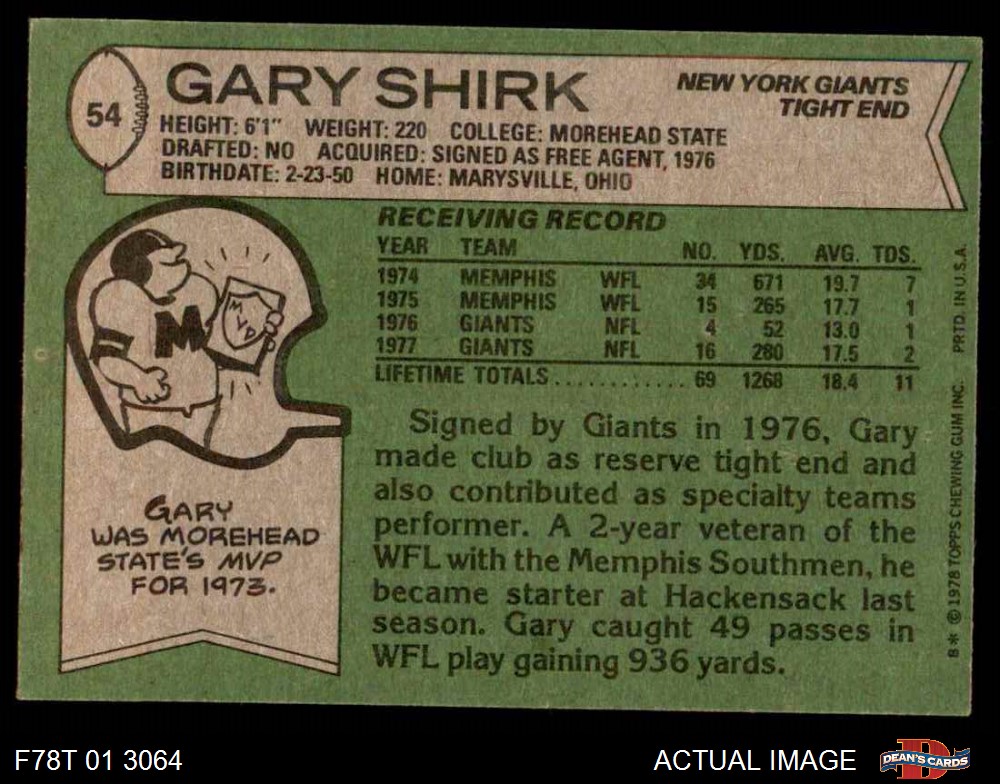 54
GARY SHIRK
NEW YORK GIANTS
TIGHT END
HEIGHT: 6'1" WEIGHT: 220 COLLEGE: MOREHEAD STATE
DRAFTED: NO ACQUIRED: SIGNED AS FREE AGENT, 1976
BIRTHDATE: 2-23-50 HOME: MARYSVILLE, OHIO
RECEIVING RECORD
YEAR TEAM NO. YDS. AVG. TDS.
1974 MEMPHIS WFL 34 671 19.7 7
1975 MEMPHIS WFL 15 265 17.7 1
1976 GIANTS NFL 4 52 13.0 1
1977 GIANTS NFL 16 280 17.5 2
LIFETIME TOTALS............ 69 1268 18.4 11
M
MVP
GARY
WAS MOREHEAD
STATE'S MVP
FOR 1973.
Signed by Giants in 1976, Gary
made club as reserve tight end and
also contributed as specialty teams
performer. A 2-year veteran of the
WFL with the Memphis Southmen, he
became starter at Hackensack last
season. Gary caught 49 passes in
WFL play gaining 936 yards.
8* © 1978 TOPPS CHEWING GUM INC. PRTD. IN U.S.A.
F78T 01 3064
ACTUAL IMAGE
D
DEAN'S CARDS